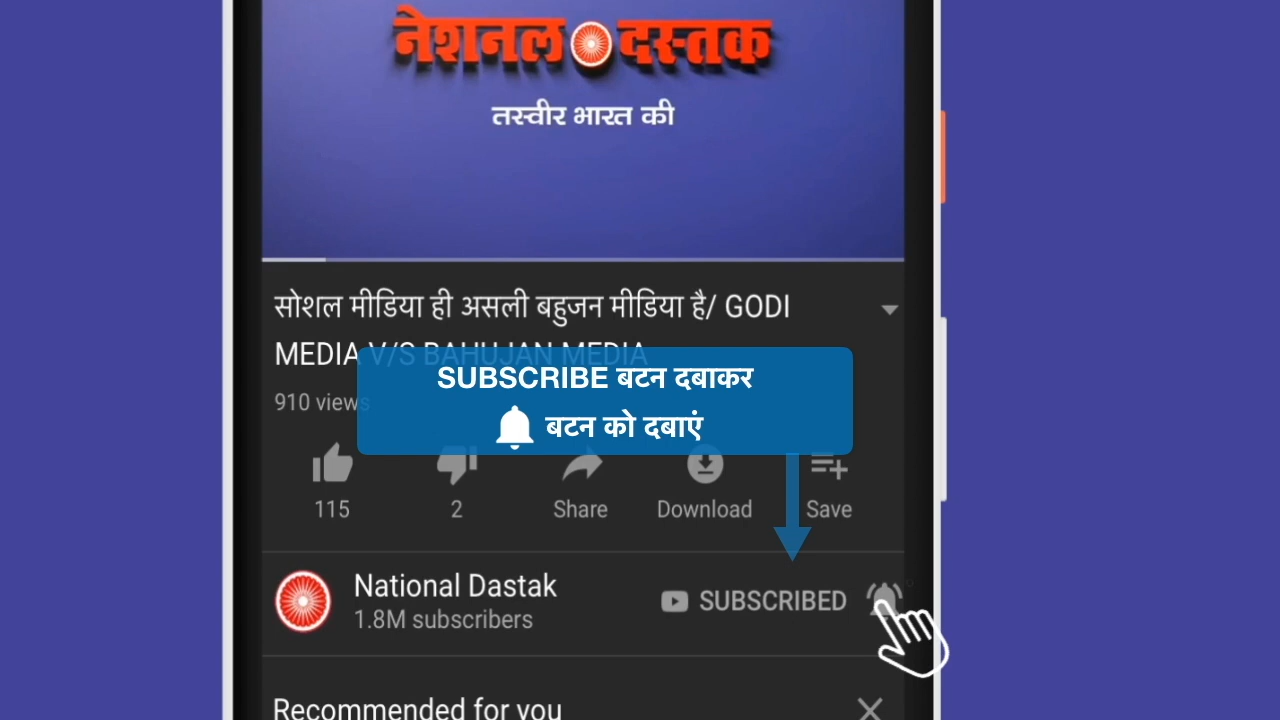 नेशनल दस्तक
तस्वीर भारत की
सोशल मीडिया ही असली बहुजन मीडिया है/ GODI
MEDIA V/S BAHUJAN MEDIA
910 views
SUBSCRIBE बटन दबाकर
बटन को दबाएं
115
2
Share
Download
Save
National Dastak
1.8M subscribers
SUBSCRIBED
Recommended for you